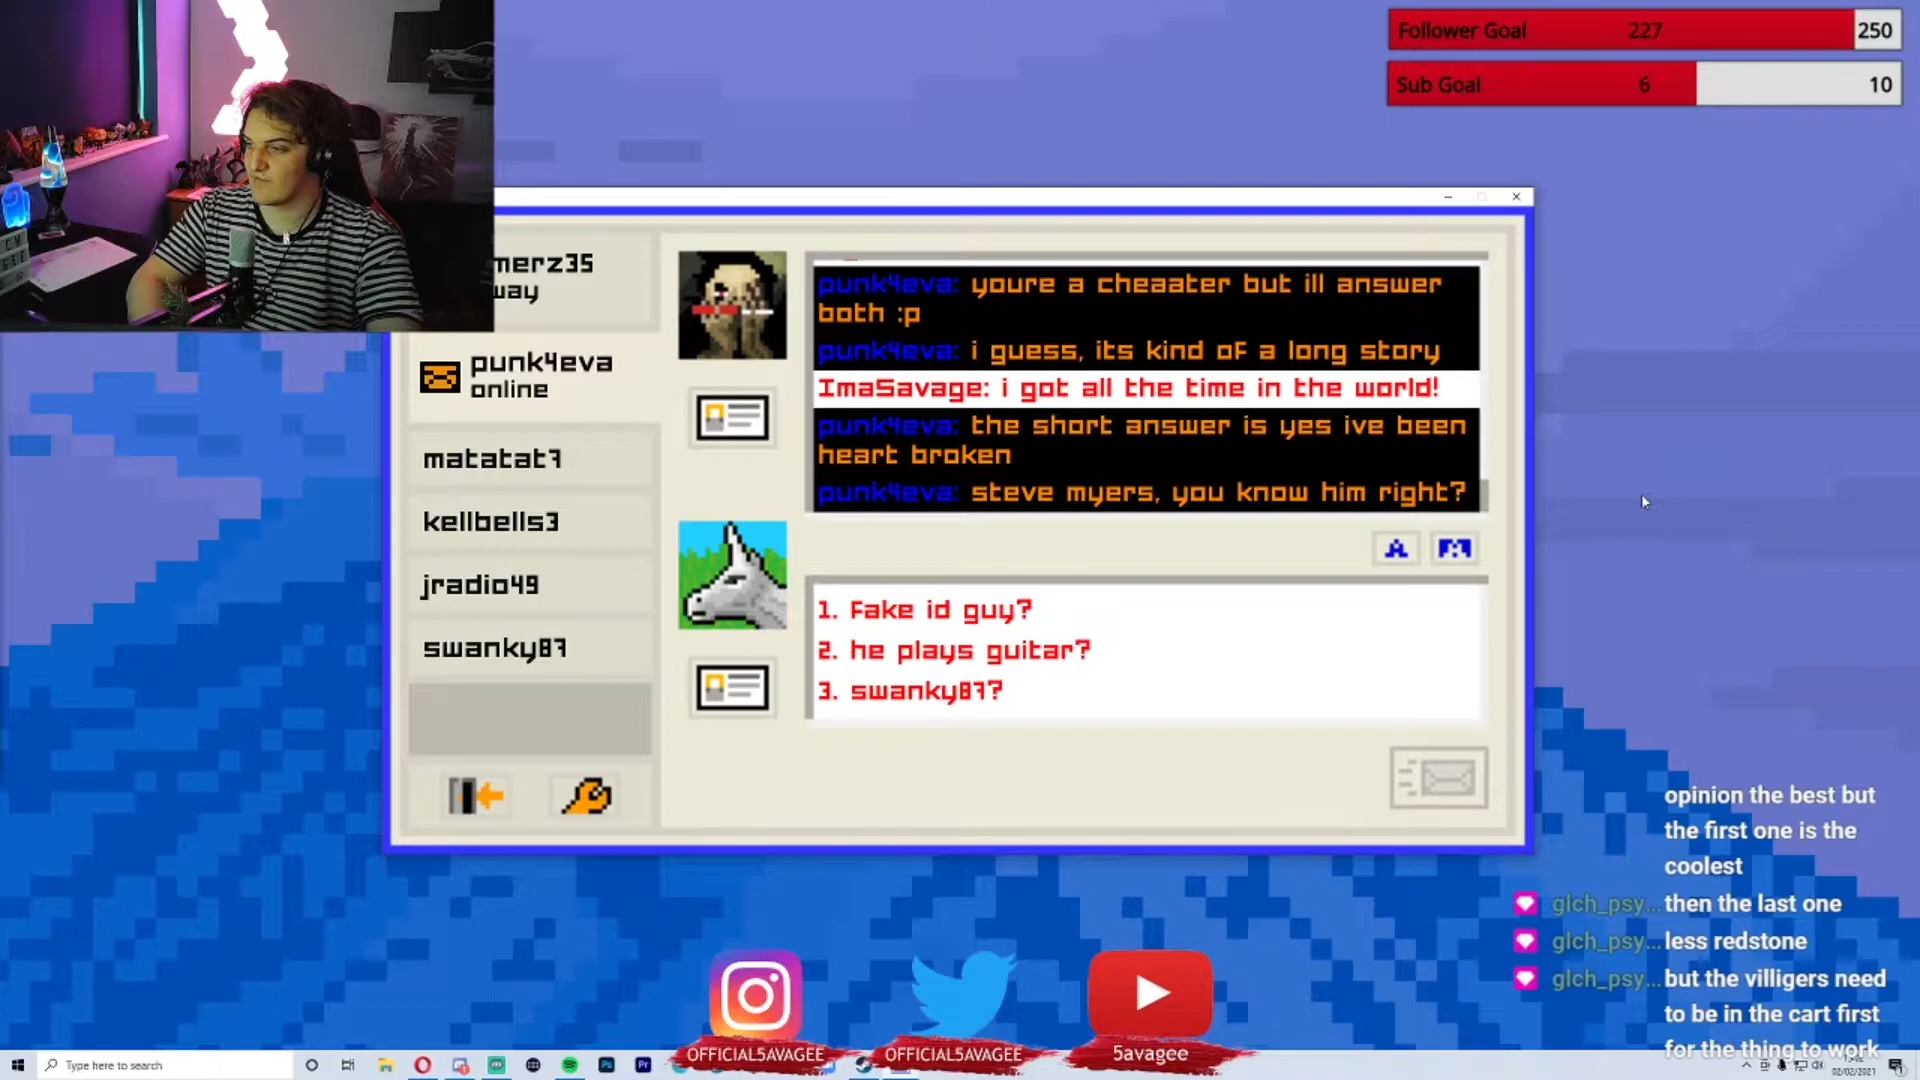 Follower Goal 227 250
Sub Goal 6 10
merz35
way
punk4eva
online
matatat7
kellbells3
jradio49
swanky87
punk4eva: youre a cheaater but ill answer
both :p
punk4eva: i guess, its kind of a long story
ImaSavage: i got all the time in the world!
punk4eva: the short answer is yes ive been
heart broken
punk4eva: steve myers, you know him right?
A
1. Fake id guy?
2. he plays guitar?
3. swanky87?
opinion the best but
the first one is the
coolest
glch_psy... then the last one
glch_psy... less redstone
glch_psy... but the villigers need
to be in the cart first
for the thing to work
OFFICIAL5AVAGEE
OFFICIAL5AVAGEE
5avagee
Type here to search
Ps
Pr
02/02/2021